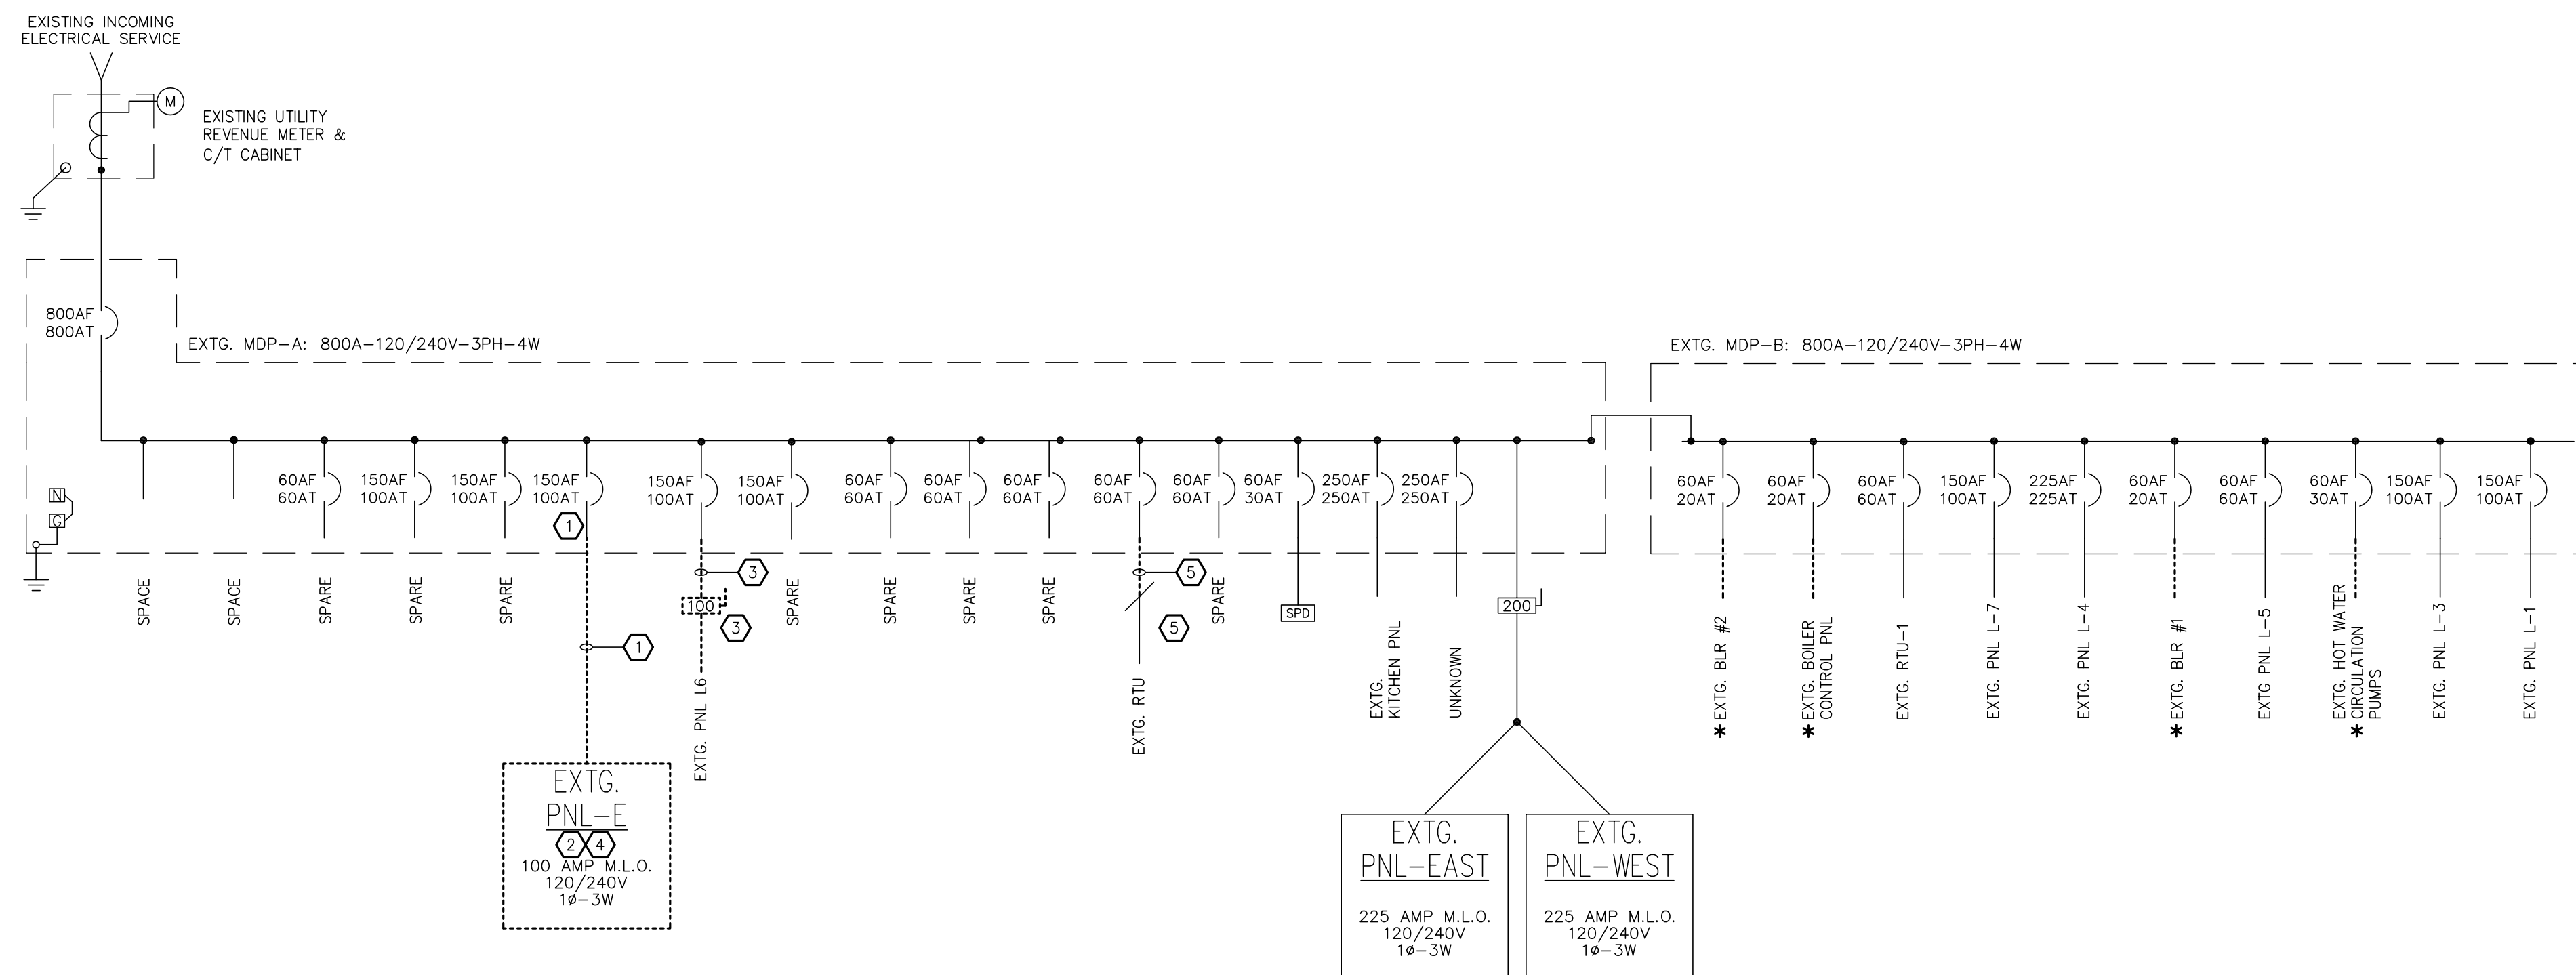 EXISTING INCOMING
ELECTRICAL SERVICE
M
EXISTING UTILITY
REVENUE METER &
C/T CABINET
800AF
800AT
EXTG. MDP-A: 800A-120/240V-3PH-4W
EXTG. MDP-B: 800A-120/240V-3PH-4W
N
G
SPACE
SPACE
60AF
60AT
SPARE
150AF
100AT
SPARE
150AF
100AT
SPARE
150AF
100AT
1
1
EXTG.
PNL-E
2 4
100 AMP M.L.O.
120/240V
1ø-3W
150AF
100AT
3
100
3
EXTG. PNL L6
150AF
100AT
SPARE
60AF
60AT
SPARE
60AF
60AT
SPARE
60AF
60AT
SPARE
60AF
60AT
5
5
EXTG. RTU
60AF
60AT
SPARE
60AF
30AT
SPD
250AF
250AT
EXTG.
KITCHEN PNL
250AF
250AT
UNKNOWN
200
EXTG.
PNL-EAST
225 AMP M.L.O.
120/240V
1ø-3W
EXTG.
PNL-WEST
225 AMP M.L.O.
120/240V
1ø-3W
60AF
20AT
*EXTG. BLR #2
60AF
20AT
*EXTG. BOILER
CONTROL PNL
60AF
60AT
EXTG. RTU-1
150AF
100AT
EXTG. PNL L-7
225AF
225AT
EXTG. PNL L-4
60AF
20AT
*EXTG. BLR #1
60AF
60AT
EXTG PNL L-5
60AF
30AT
EXTG. HOT WATER
*CIRCULATION
PUMPS
150AF
100AT
EXTG. PNL L-3
150AF
100AT
EXTG. PNL L-1